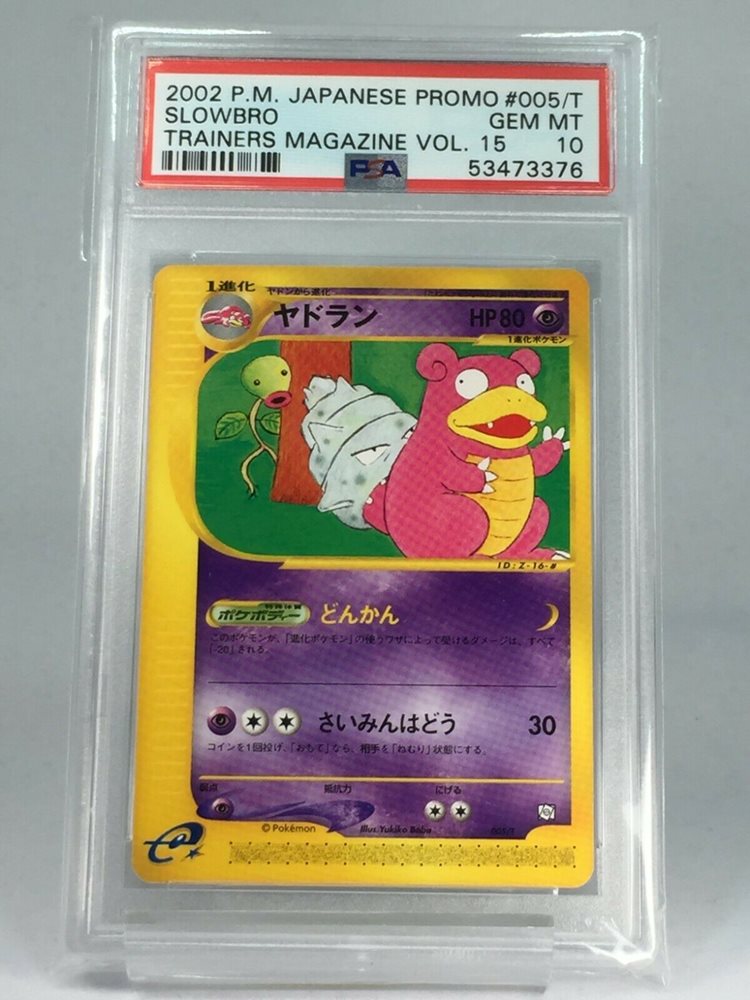 2002 P.M. JAPANESE PROMO #005/T
SLOWBRO GEM MT
TRAINERS MAGAZINE VOL. 15 10
PSA
53473376
1進化
ヤドンから進化
ヤドラン HP80
1進化ポケモン
ID:Z-16-#
特殊体質
ポケボディー どんかん
このポケモンが、「進化ポケモン」の使うワザによって受けるダメージは、すべて
「-20」される。
さいみんはどう 30
コインを1回投げ、「おもて」なら、相手を「ねむり」状態にする。
弱点 抵抗力 にげる
©Pokémon Illus.Yukiko Baba 005/T
e